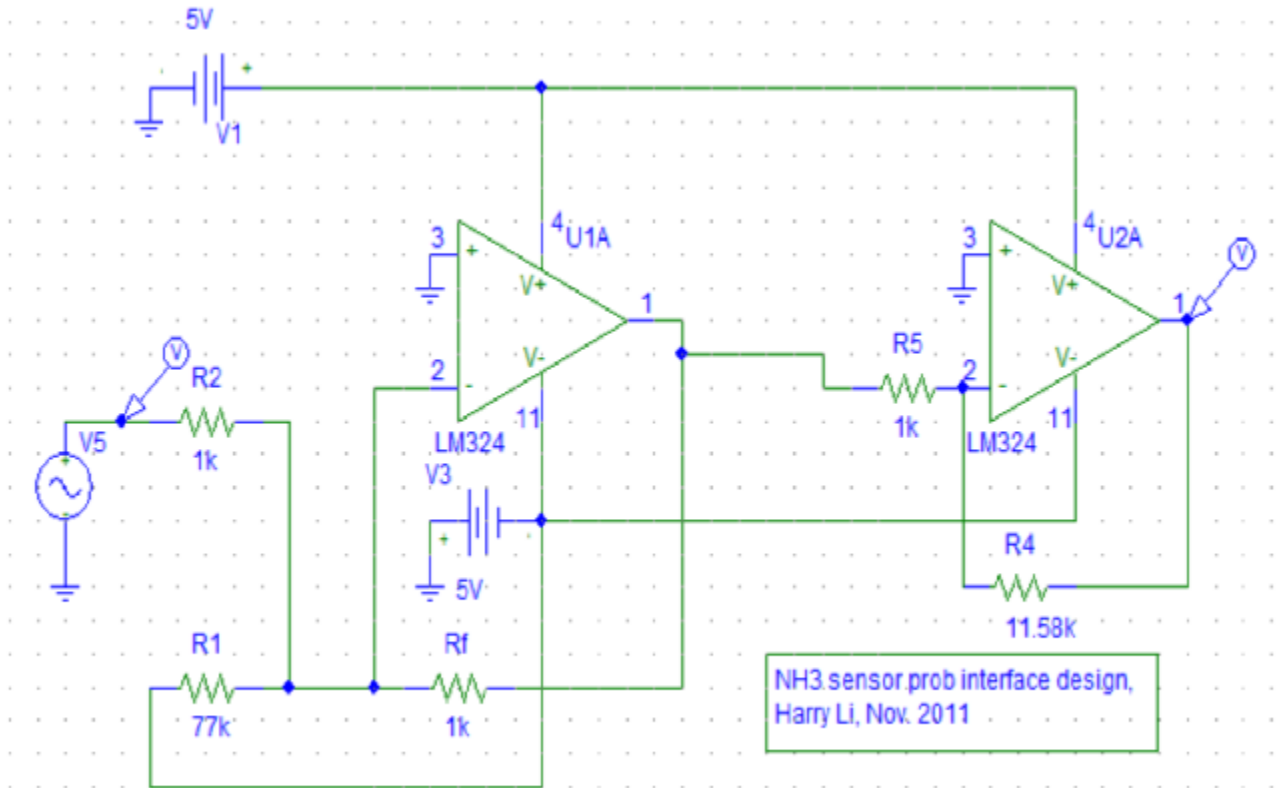 5V
+
V1
3
+
4
U1A
V+
1
V-
2
-
11
LM324
3
+
4
U2A
V+
1
V-
2
-
11
LM324
V
V
R5
1k
R2
1k
V5
+
-
V3
+
5V
R4
11.58k
R1
77k
Rf
1k
NH3 sensor prob interface design,
Harry Li, Nov. 2011